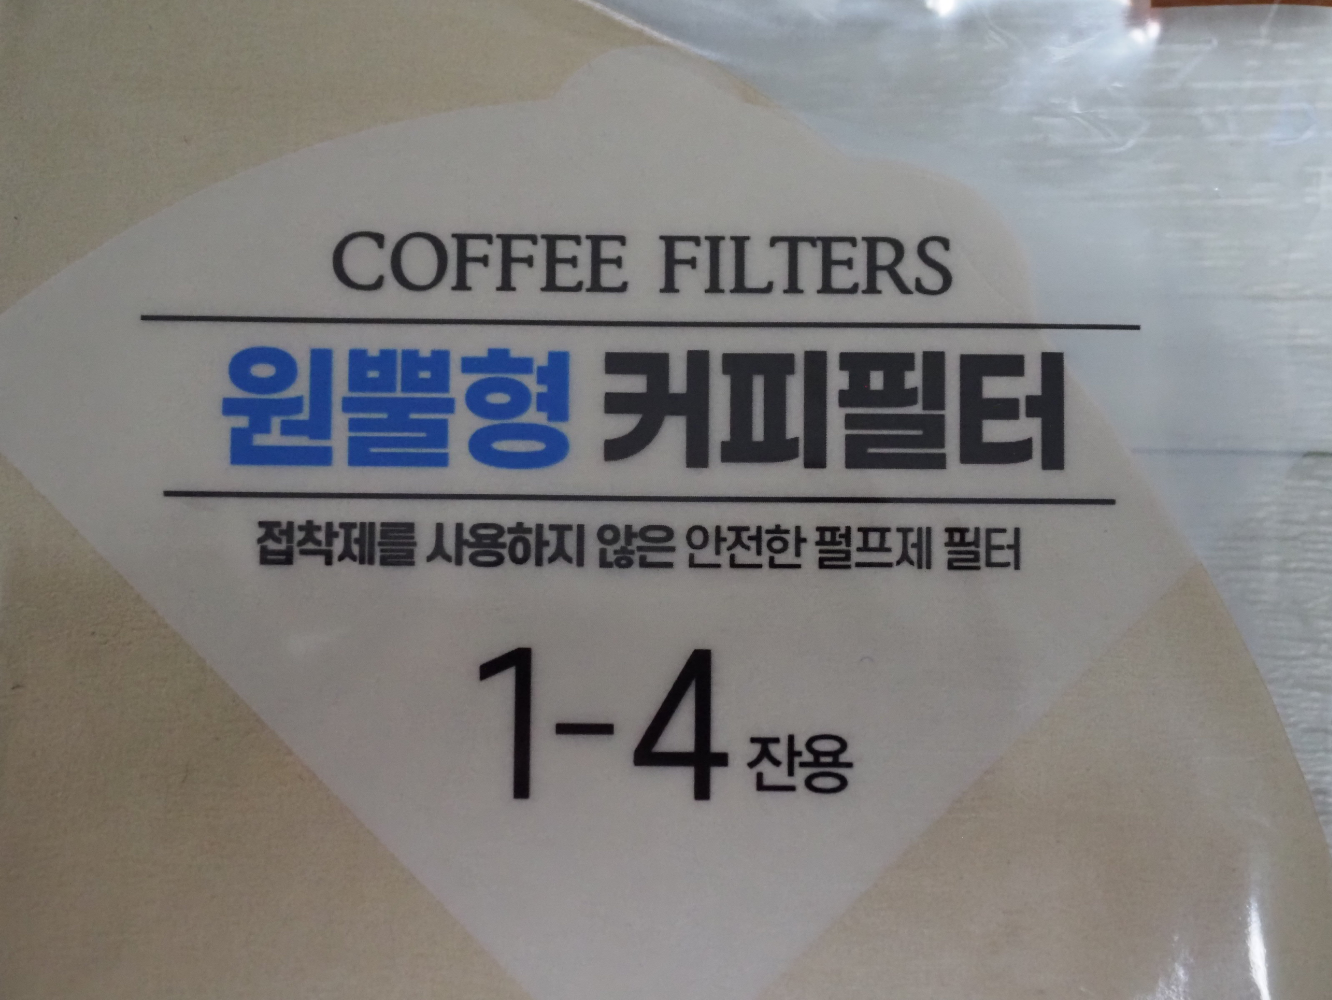 COFFEE FILTERS
원뿔형 커피필터
접착제를 사용하지 않은 안전한 펄프제 필터
1-4 잔용